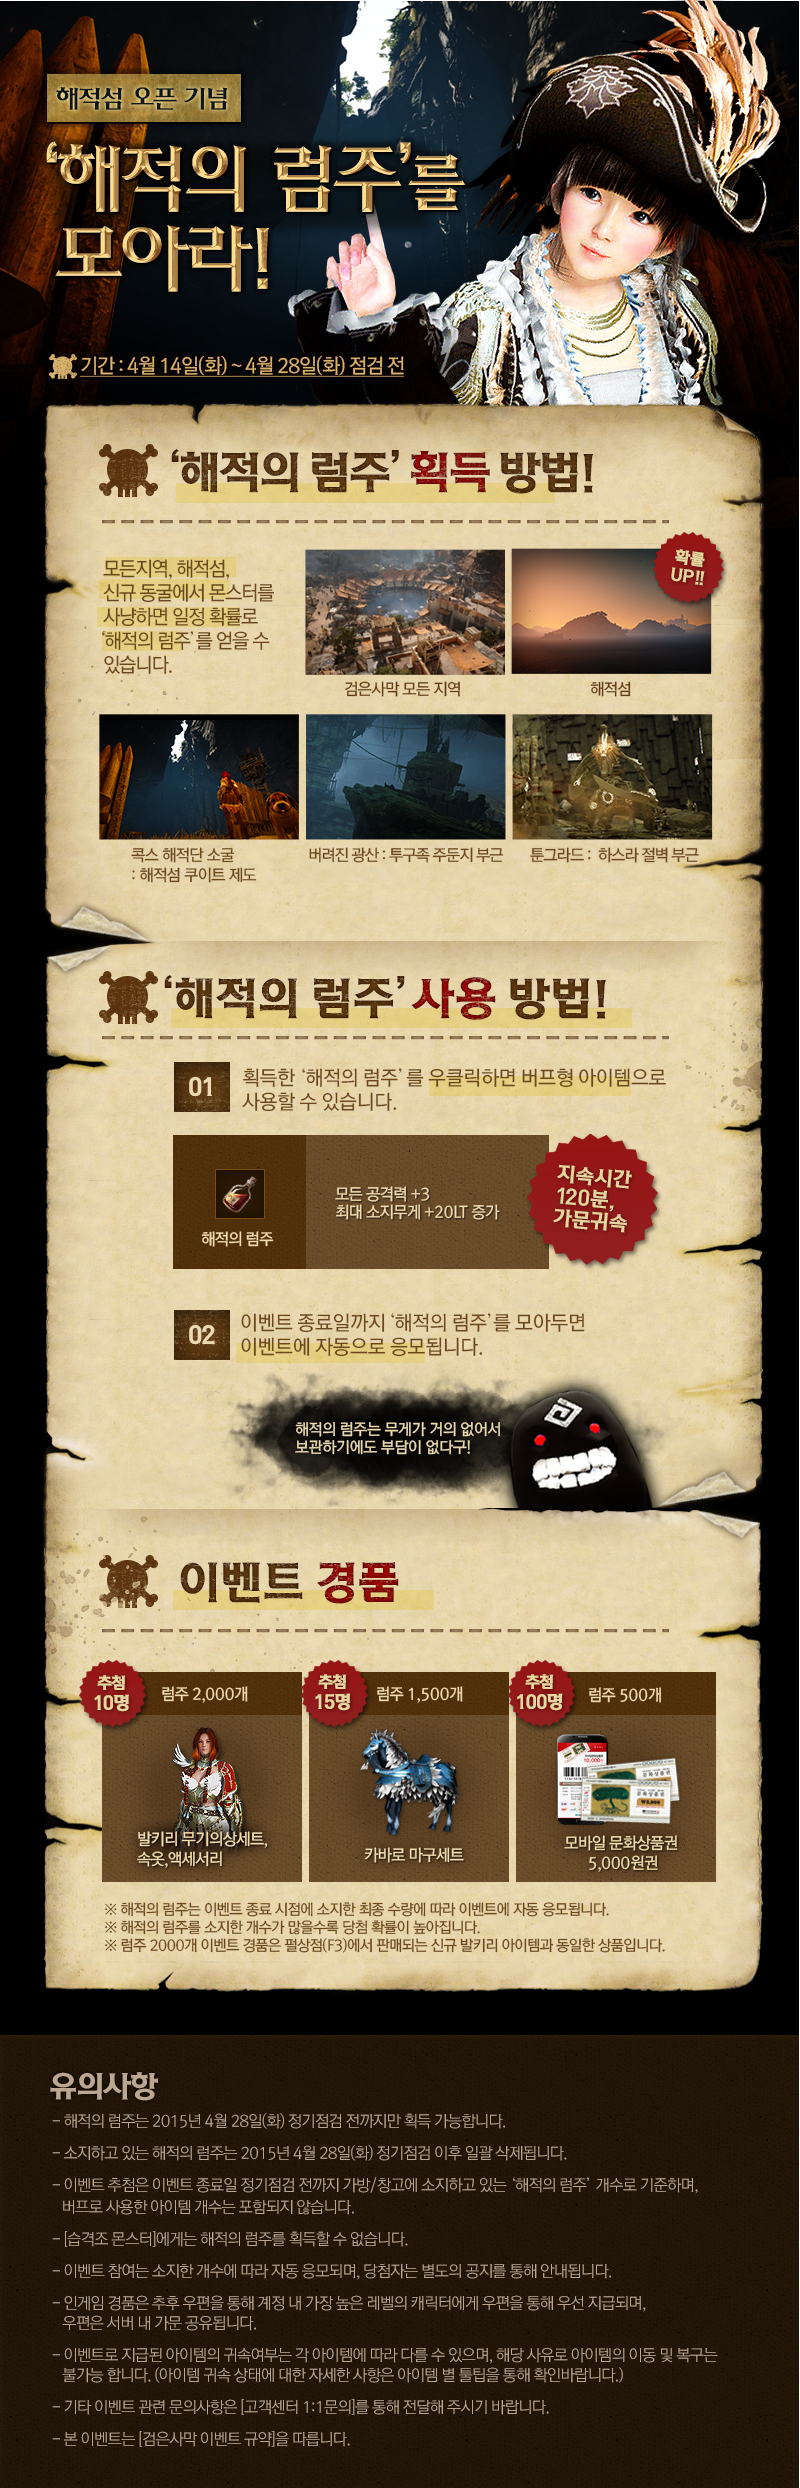 해적섬 오픈 기념
‘해적의 럼주’를
모아라!
기간 : 4월 14일(화) ~ 4월 28일(화) 점검 전
‘해적의 럼주’ 획득 방법!
모든지역, 해적섬,
신규 동굴에서 몬스터를
사냥하면 일정 확률로
‘해적의 럼주’를 얻을 수
있습니다.
확률
UP!!
검은사막 모든 지역
해적섬
콕스 해적단 소굴
: 해적섬 쿠이트 제도
버려진 광산 : 투구족 주둔지 부근
툰그라드 : 하스라 절벽 부근
‘해적의 럼주’ 사용 방법!
01
획득한 ‘해적의 럼주’를 우클릭하면 버프형 아이템으로
사용할 수 있습니다.
해적의 럼주
모든 공격력 +3
최대 소지무게 +20LT 증가
지속시간
120분,
가문귀속
02
이벤트 종료일까지 ‘해적의 럼주’를 모아두면
이벤트에 자동으로 응모됩니다.
해적의 럼주는 무게가 거의 없어서
보관하기에도 부담이 없다구!
이벤트 경품
추첨
10명
럼주 2,000개
발키리 무기의상세트,
속옷,액세서리
추첨
15명
럼주 1,500개
카바로 마구세트
추첨
100명
럼주 500개
모바일 문화상품권
5,000원권
※ 해적의 럼주는 이벤트 종료 시점에 소지한 최종 수량에 따라 이벤트에 자동 응모됩니다.
※ 해적의 럼주를 소지한 개수가 많을수록 당첨 확률이 높아집니다.
※ 럼주 2000개 이벤트 경품은 펄상점(F3)에서 판매되는 신규 발키리 아이템과 동일한 상품입니다.
유의사항
– 해적의 럼주는 2015년 4월 28일(화) 정기점검 전까지만 획득 가능합니다.
– 소지하고 있는 해적의 럼주는 2015년 4월 28일(화) 정기점검 이후 일괄 삭제됩니다.
– 이벤트 추첨은 이벤트 종료일 정기점검 전까지 가방/창고에 소지하고 있는 ‘해적의 럼주’ 개수로 기준하며,
버프로 사용한 아이템 개수는 포함되지 않습니다.
– [습격조 몬스터]에게는 해적의 럼주를 획득할 수 없습니다.
– 이벤트 참여는 소지한 개수에 따라 자동 응모되며, 당첨자는 별도의 공지를 통해 안내됩니다.
– 인게임 경품은 추후 우편을 통해 계정 내 가장 높은 레벨의 캐릭터에게 우편을 통해 우선 지급되며,
우편은 서버 내 가문 공유됩니다.
– 이벤트로 지급된 아이템의 귀속여부는 각 아이템에 따라 다를 수 있으며, 해당 사유로 아이템의 이동 및 복구는
불가능 합니다. (아이템 귀속 상태에 대한 자세한 사항은 아이템 별 툴팁을 통해 확인바랍니다.)
– 기타 이벤트 관련 문의사항은 [고객센터 1:1문의]를 통해 전달해 주시기 바랍니다.
– 본 이벤트는 [검은사막 이벤트 규약]을 따릅니다.